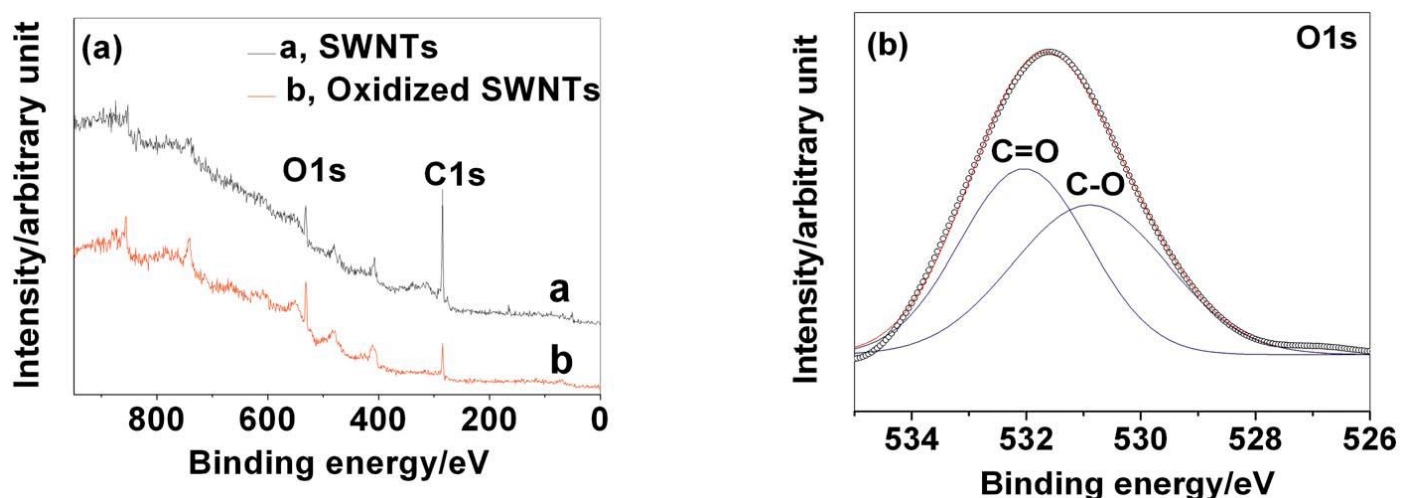 (a)
a, SWNTs
b, Oxidized SWNTs
O1s
C1s
a
b
800 600 400 200 0
Binding energy/eV
Intensity/arbitrary unit
(b)
O1s
C=O
C-O
534 532 530 528 526
Binding energy/eV
Intensity/arbitrary unit